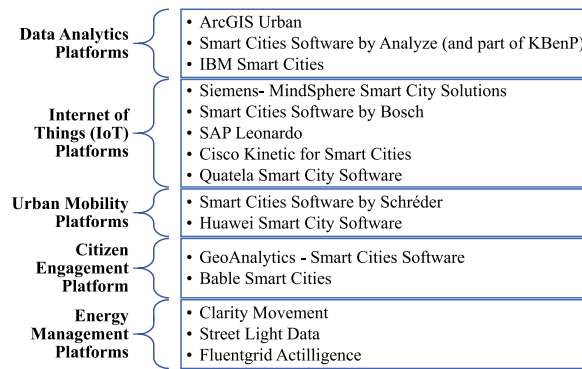 Data Analytics
Platforms
• ArcGIS Urban
• Smart Cities Software by Analyze (and part of KBenP)
• IBM Smart Cities
Internet of
Things (IoT)
Platforms
• Siemens- MindSphere Smart City Solutions
• Smart Cities Software by Bosch
• SAP Leonardo
• Cisco Kinetic for Smart Cities
• Quatela Smart City Software
Urban Mobility
Platforms
• Smart Cities Software by Schréder
• Huawei Smart City Software
Citizen
Engagement
Platform
• GeoAnalytics - Smart Cities Software
• Bable Smart Cities
Energy
Management
Platforms
• Clarity Movement
• Street Light Data
• Fluentgrid Actilligence